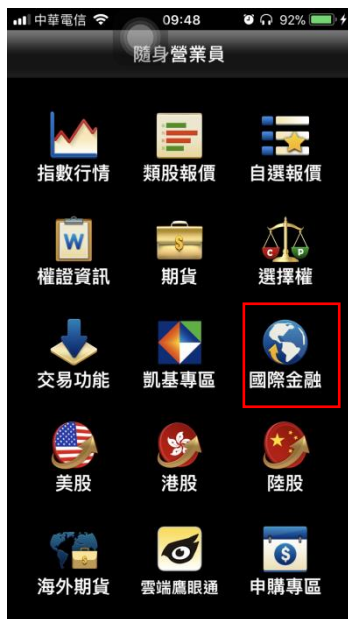 中華電信 09:48 92%
隨身營業員
指數行情 類股報價 自選報價
W
$
C P
權證資訊 期貨 選擇權
交易功能 凱基專區 國際金融
美股 港股 陸股
$
海外期貨 雲端鷹眼通 申購專區